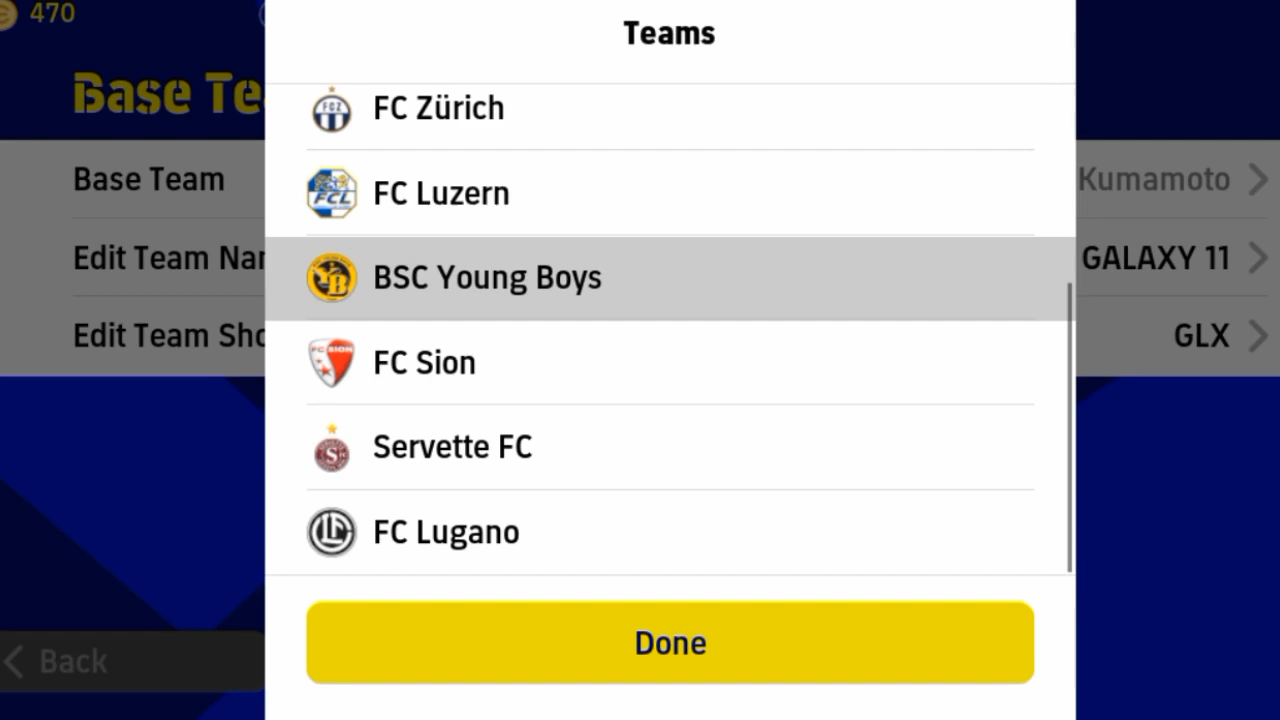 470
Teams
Base Te
FC Zürich
Base Team
Kumamoto
FC Luzern
Edit Team Nar
GALAXY 11
BSC Young Boys
Edit Team Sho
GLX
FC Sion
Servette FC
FC Lugano
Done
Back